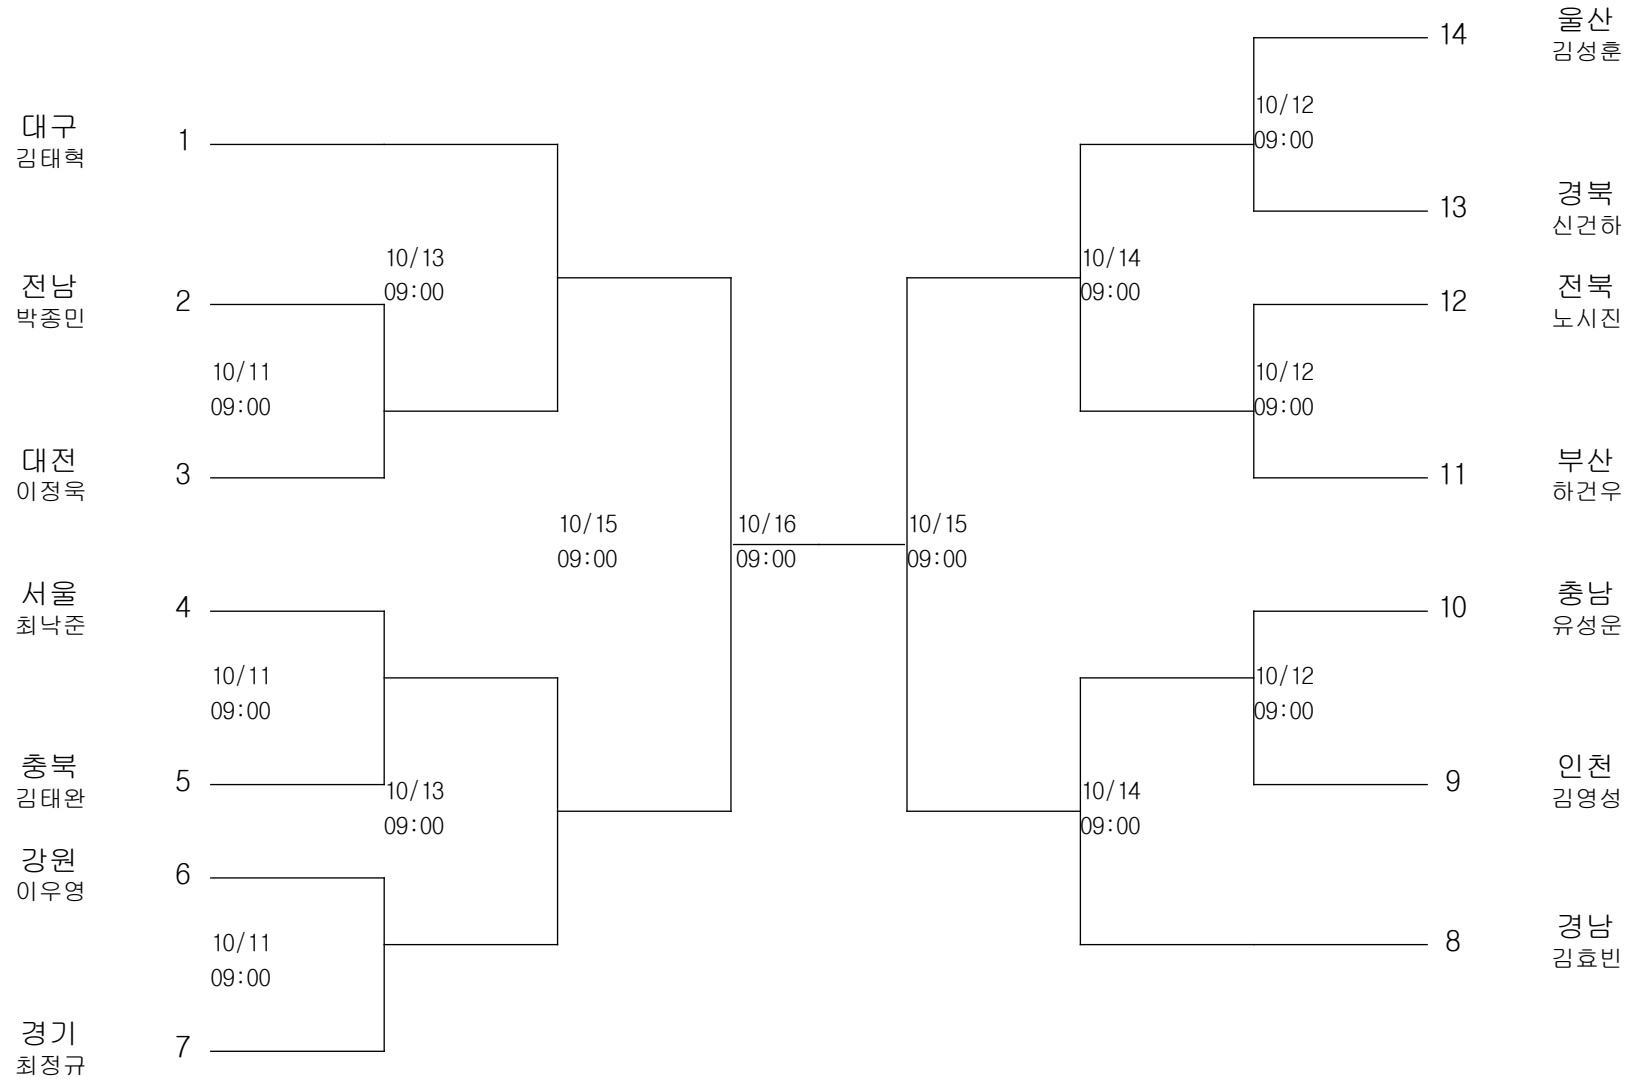 울산
14
김성훈
10/12
09:00
대구
1
김태혁
경북
13
신건하
10/13
09:00
10/14
09:00
전남
2
박종민
전북
12
노시진
10/11
09:00
10/12
09:00
대전
3
이정욱
부산
11
하건우
10/15
09:00
10/16
09:00
10/15
09:00
서울
4
최낙준
충남
10
유성운
10/11
09:00
10/12
09:00
충북
5
김태완
인천
9
김영성
10/13
09:00
10/14
09:00
강원
6
이우영
경남
8
김효빈
10/11
09:00
경기
7
최정규